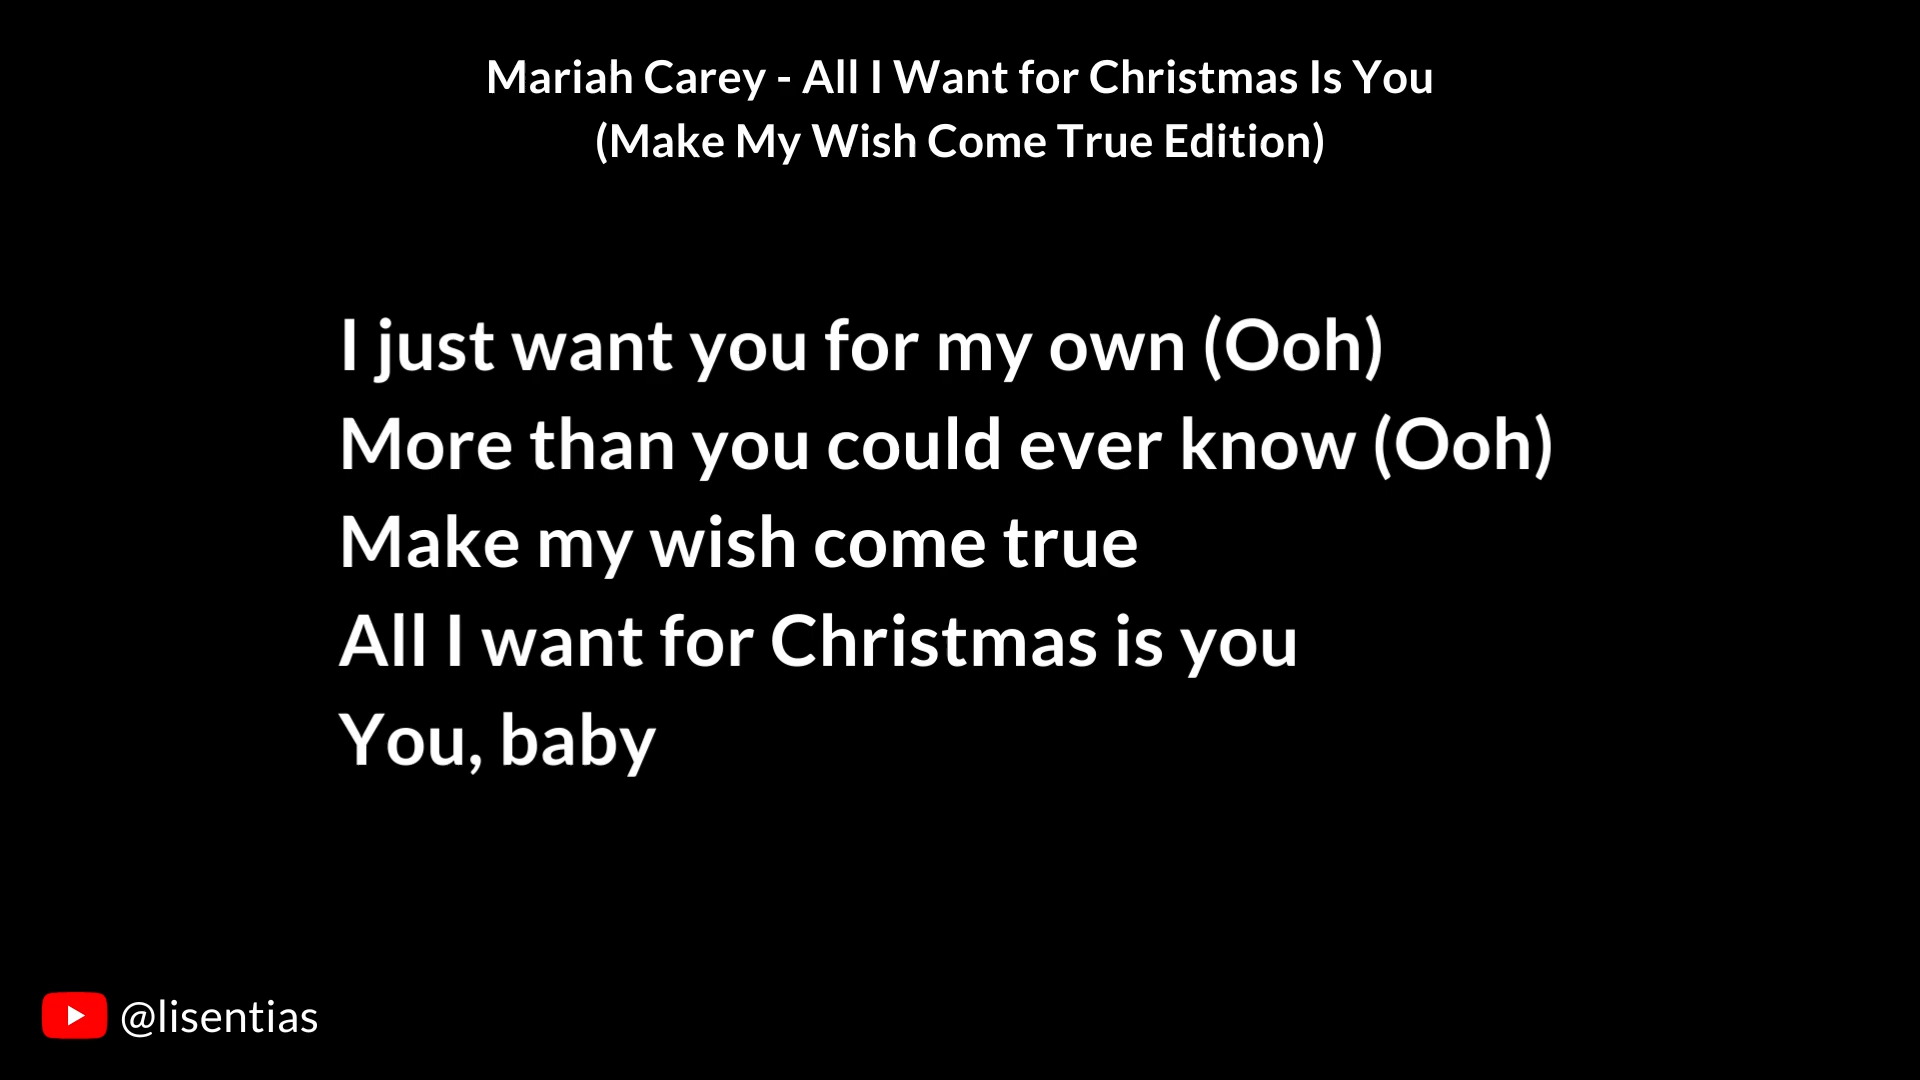 Mariah Carey - All I Want for Christmas Is You
(Make My Wish Come True Edition)
I just want you for my own (Ooh)
More than you could ever know (Ooh)
Make my wish come true
All I want for Christmas is you
You, baby
@lisentias